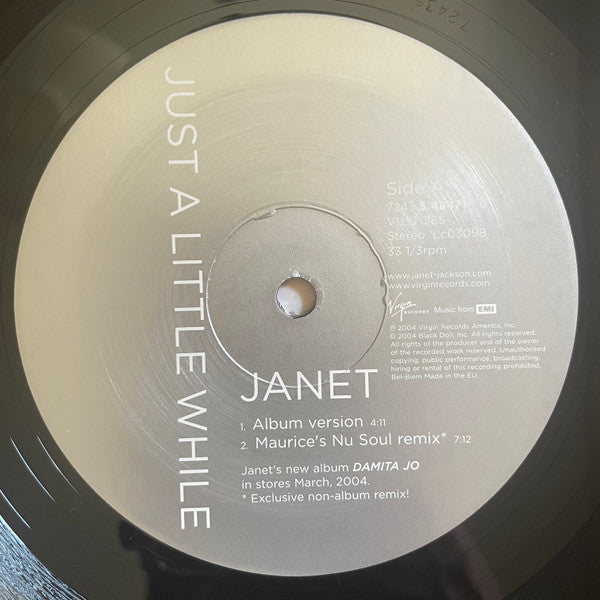 JUST A LITTLE WHILE
Side A
Stereo Lc03098
33 1/3rpm
www.janet-jackson.com
www.virginrecords.com
Virgin RECORDS Music from EMI
© 2004 Virgin Records America, Inc.
© 2004 Black Doll, Inc. All rights reserved.
All rights of the producer and of the owner
of the recorded work reserved. Unauthorised
copying, public performance, broadcasting,
hiring or rental of this recording prohibited.
Bel-Biem Made in the EU.
JANET
1. Album version 4:11
2. Maurice's Nu Soul remix* 7:12
Janet's new album DAMITA JO
in stores March, 2004.
* Exclusive non-album remix!